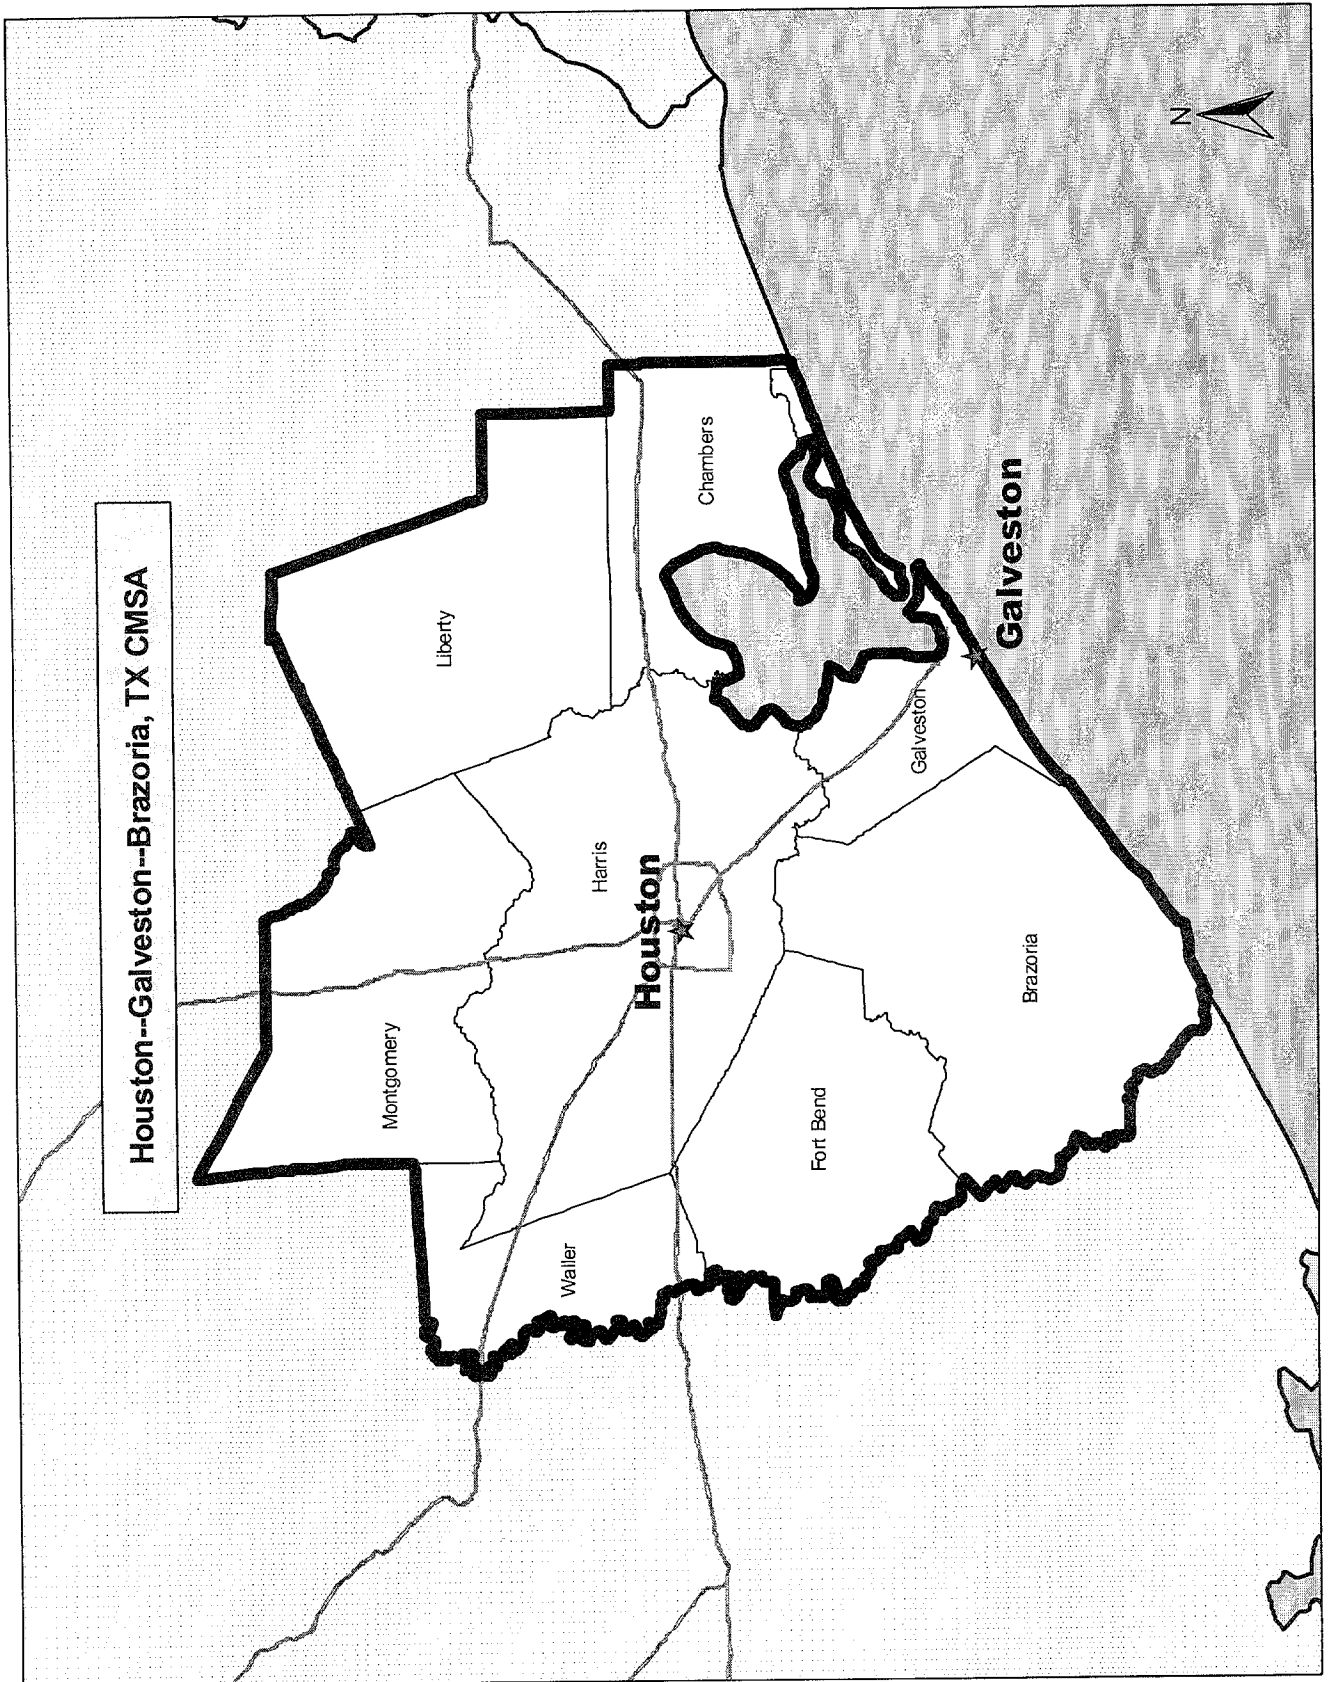 Houston--Galveston--Brazoria, TX CMSA
Montgomery
Liberty
Waller
Harris
Houston
Chambers
Fort Bend
Galveston
Galveston
Brazoria
N